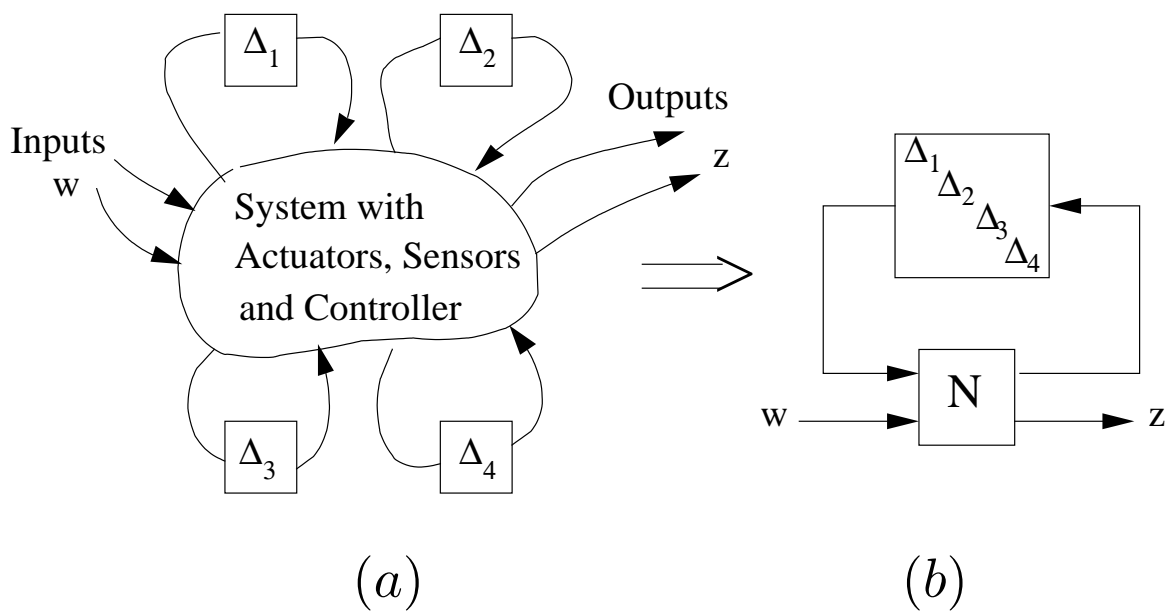 Δ1
Δ2
Inputs
w
Outputs
z
System with
Actuators, Sensors
and Controller
Δ3
Δ4
Δ1
Δ2
Δ3
Δ4
N
w
z
(a)
(b)